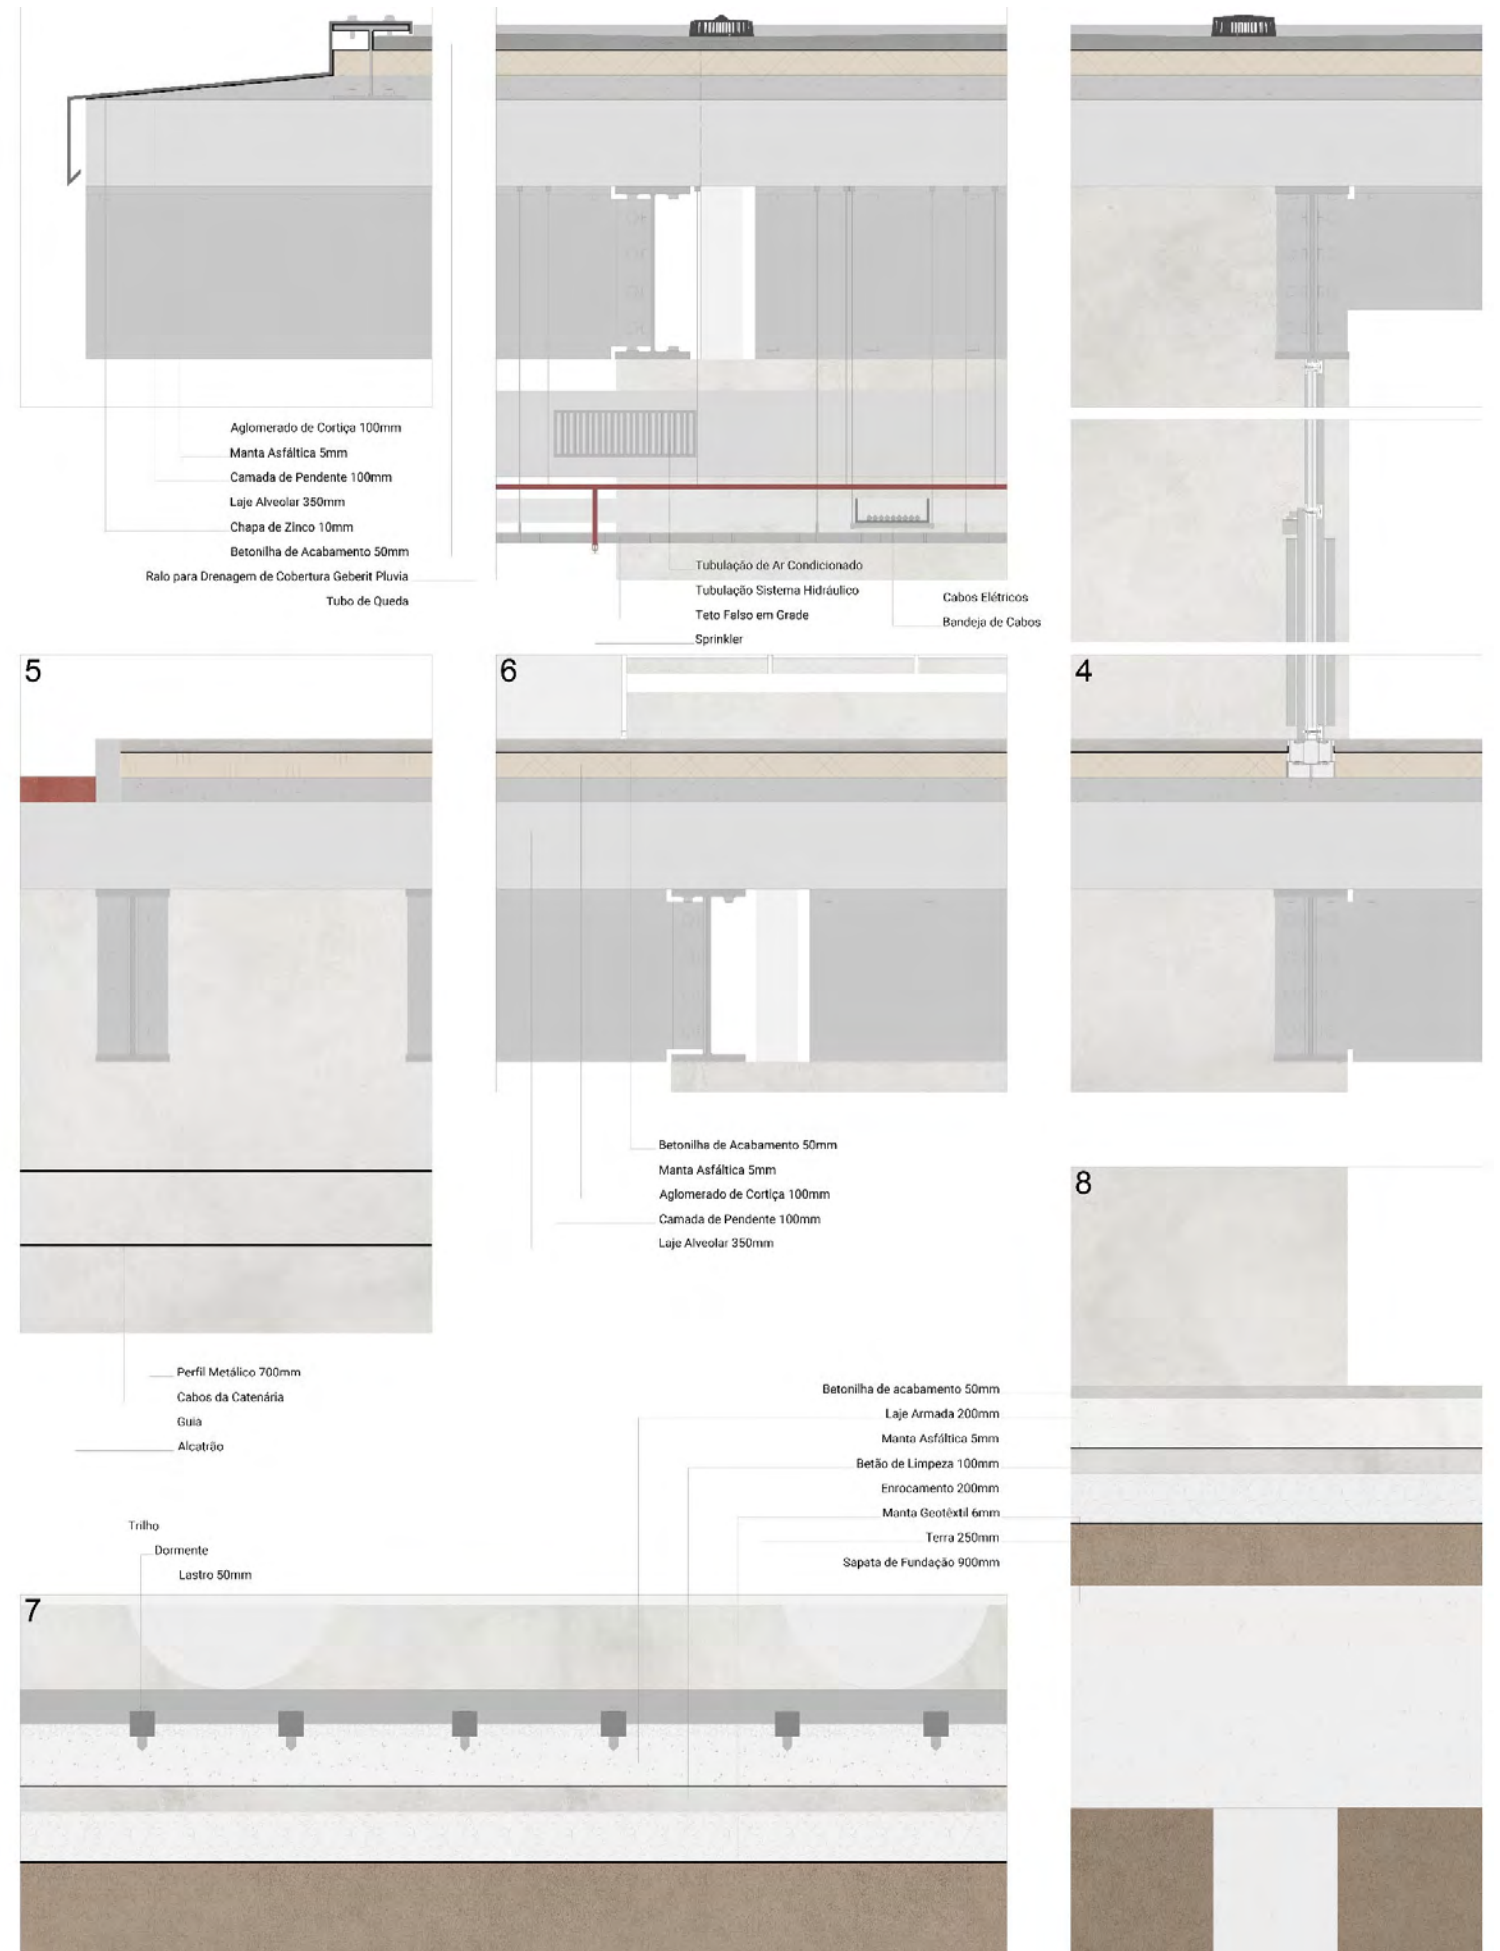 Aglomerado de Cortiça 100mm
Manta Asfáltica 5mm
Camada de Pendente 100mm
Laje Alveolar 350mm
Chapa de Zinco 10mm
Betonilha de Acabamento 50mm
Ralo para Drenagem de Cobertura Geberit Pluvia
Tubo de Queda
Tubulação de Ar Condicionado
Tubulação Sistema Hidráulico
Teto Falso em Grade
Sprinkler
Cabos Elétricos
Bandeja de Cabos
5
6
4
Betonilha de Acabamento 50mm
Manta Asfáltica 5mm
Aglomerado de Cortiça 100mm
Camada de Pendente 100mm
Laje Alveolar 350mm
8
Perfil Metálico 700mm
Cabos da Catenária
Guia
Alcatrão
Betonilha de acabamento 50mm
Laje Armada 200mm
Manta Asfáltica 5mm
Betão de Limpeza 100mm
Enrocamento 200mm
Manta Geotêxtil 6mm
Terra 250mm
Sapata de Fundação 900mm
Trilho
Dormente
Lastro 50mm
7